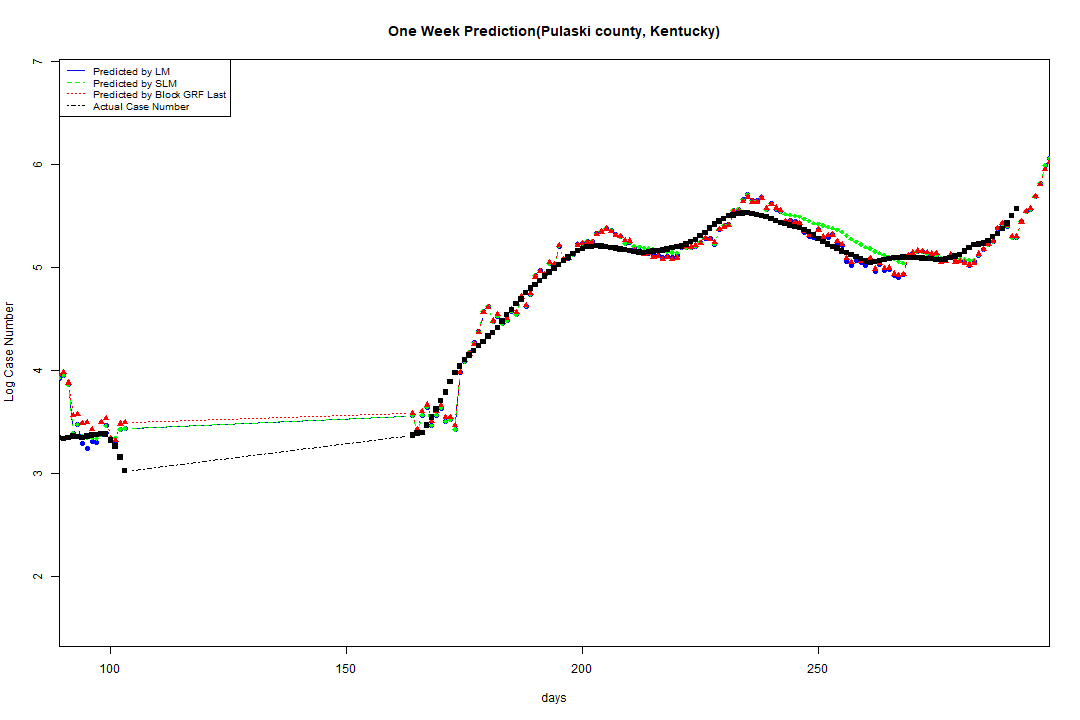 One Week Prediction(Pulaski county, Kentucky)
Predicted by LM
Predicted by SLM
Predicted by Block GRF Last
Actual Case Number
7
6
5
4
3
2
Log Case Number
100 150 200 250
days